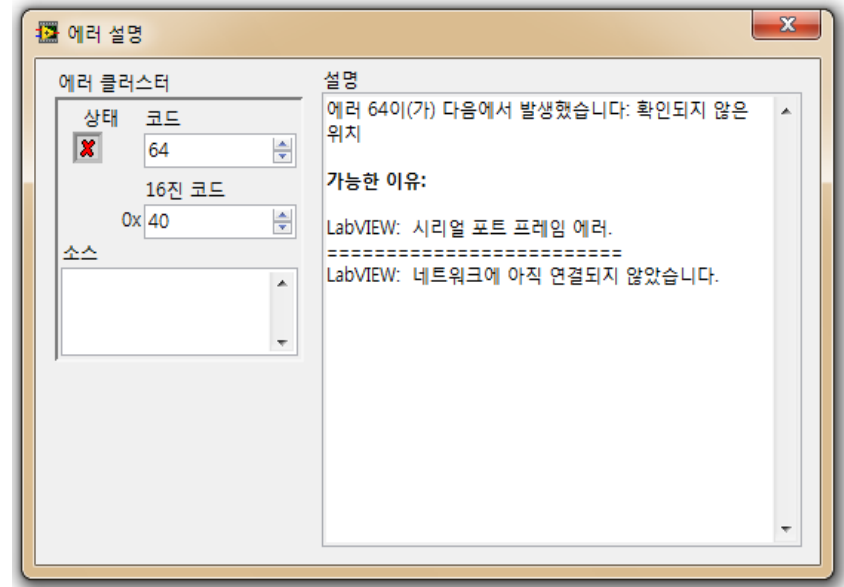 에러 설명
에러 클러스터
상태 코드
64
16진 코드
0x 40
소스
설명
에러 64이(가) 다음에서 발생했습니다: 확인되지 않은
위치
가능한 이유:
LabVIEW:  시리얼 포트 프레임 에러.
=========================
LabVIEW:  네트워크에 아직 연결되지 않았습니다.